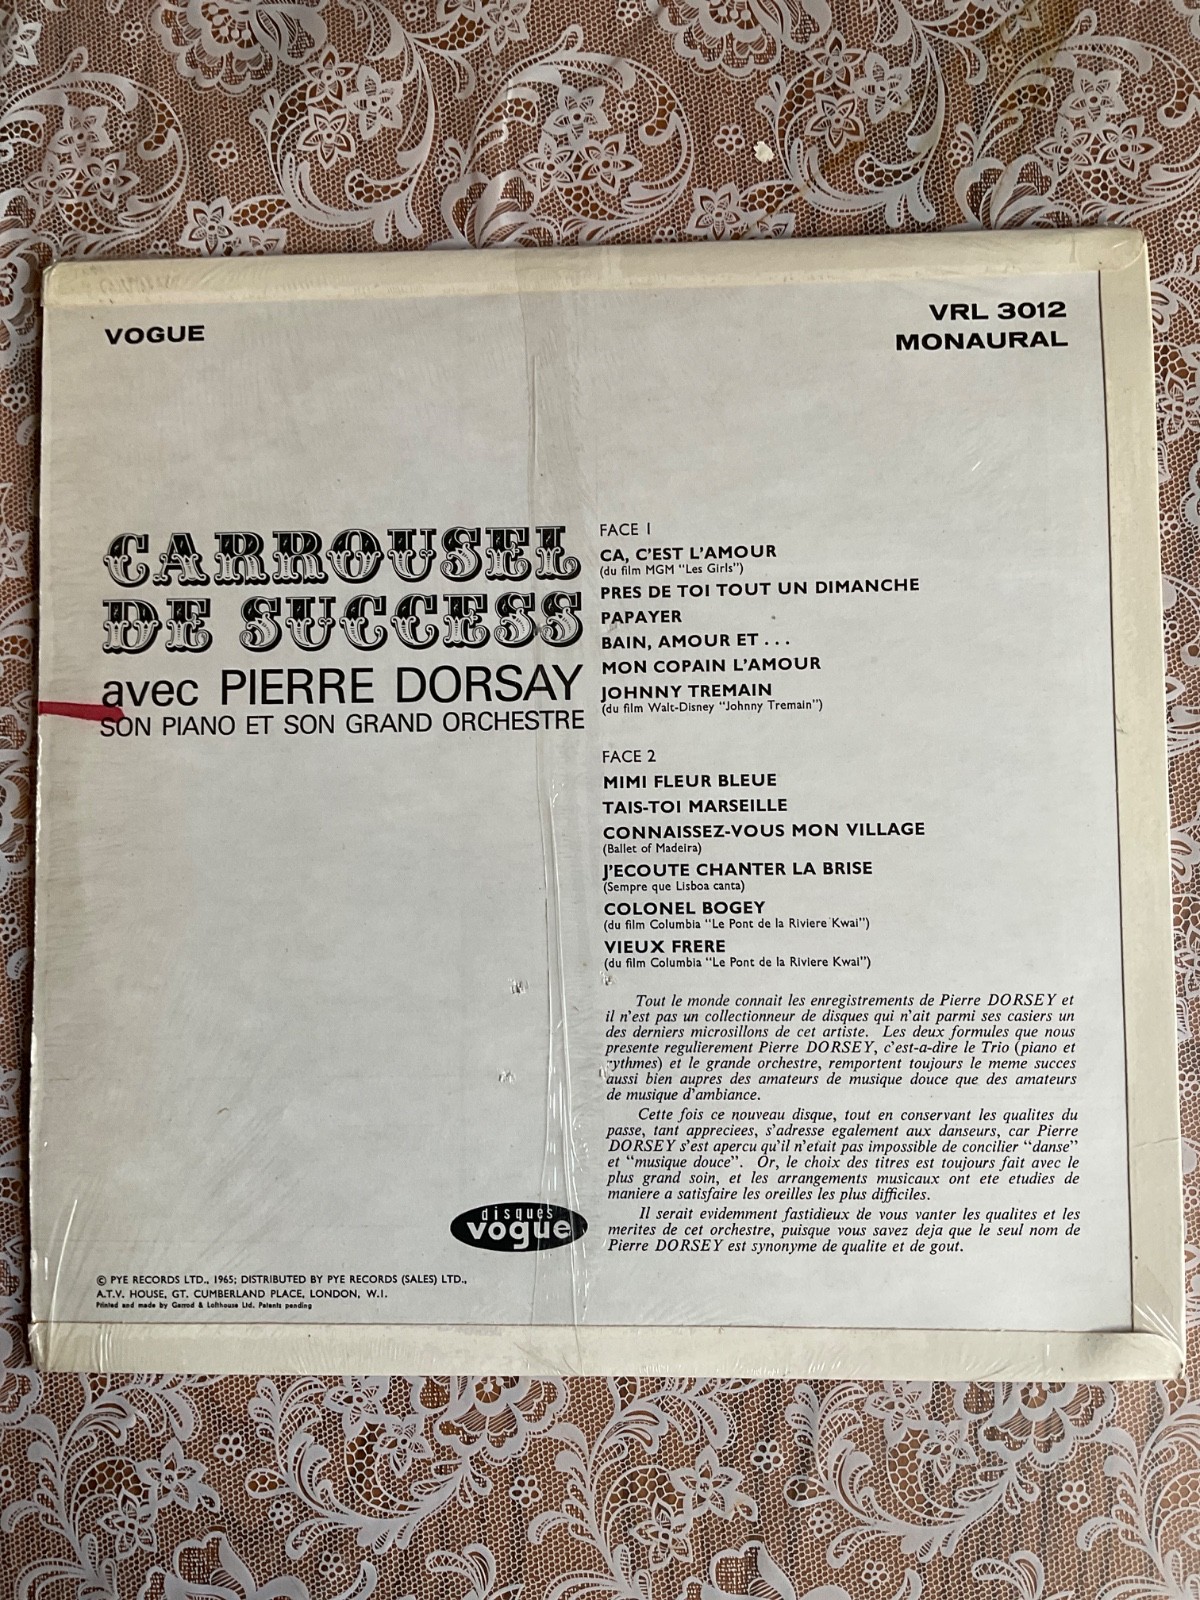 VOGUE
VRL 3012
MONAURAL
CARROUSEL
DE SUCCESS
avec PIERRE DORSAY
SON PIANO ET SON GRAND ORCHESTRE
FACE 1
CA, C'EST L'AMOUR
(du film MGM "Les Girls")
PRES DE TOI TOUT UN DIMANCHE
PAPAYER
BAIN, AMOUR ET . . .
MON COPAIN L'AMOUR
JOHNNY TREMAIN
(du film Walt-Disney "Johnny Tremain")
FACE 2
MIMI FLEUR BLEUE
TAIS-TOI MARSEILLE
CONNAISSEZ-VOUS MON VILLAGE
(Ballet of Madeira)
J'ECOUTE CHANTER LA BRISE
(Sempre que Lisboa canta)
COLONEL BOGEY
(du film Columbia "Le Pont de la Riviere Kwai")
VIEUX FRERE
(du film Columbia "Le Pont de la Riviere Kwai")
Tout le monde connait les enregistrements de Pierre DORSEY et
il n'est pas un collectionneur de disques qui n'ait parmi ses casiers un
des derniers microsillons de cet artiste. Les deux formules que nous
presente regulierement Pierre DORSEY, c'est-a-dire le Trio (piano et
rythmes) et le grande orchestre, remportent toujours le meme succes
aussi bien aupres des amateurs de musique douce que des amateurs
de musique d'ambiance.
Cette fois ce nouveau disque, tout en conservant les qualites du
passe, tant appreciees, s'adresse egalement aux danseurs, car Pierre
DORSEY s'est apercu qu'il n'etait pas impossible de concilier "danse"
et "musique douce". Or, le choix des titres est toujours fait avec le
plus grand soin, et les arrangements musicaux ont ete etudies de
maniere a satisfaire les oreilles les plus difficiles.
Il serait evidemment fastidieux de vous vanter les qualites et les
merites de cet orchestre, puisque vous savez deja que le seul nom de
Pierre DORSEY est synonyme de qualite et de gout.
disques
vogue
© PYE RECORDS LTD., 1965; DISTRIBUTED BY PYE RECORDS (SALES) LTD.,
A.T.V. HOUSE, GT. CUMBERLAND PLACE, LONDON, W.I.
Printed and made by Garrod & Lofthouse Ltd. Patents pending